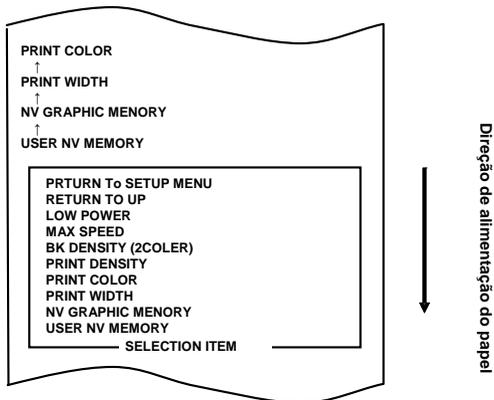 PRINT COLOR
↑
PRINT WIDTH
↑
NV GRAPHIC MENORY
↑
USER NV MEMORY
PRTURN To SETUP MENU
RETURN TO UP
LOW POWER
MAX SPEED
BK DENSITY (2COLER)
PRINT DENSITY
PRINT COLOR
PRINT WIDTH
NV GRAPHIC MENORY
USER NV MEMORY
SELECTION ITEM
Direção de alimentação do papel